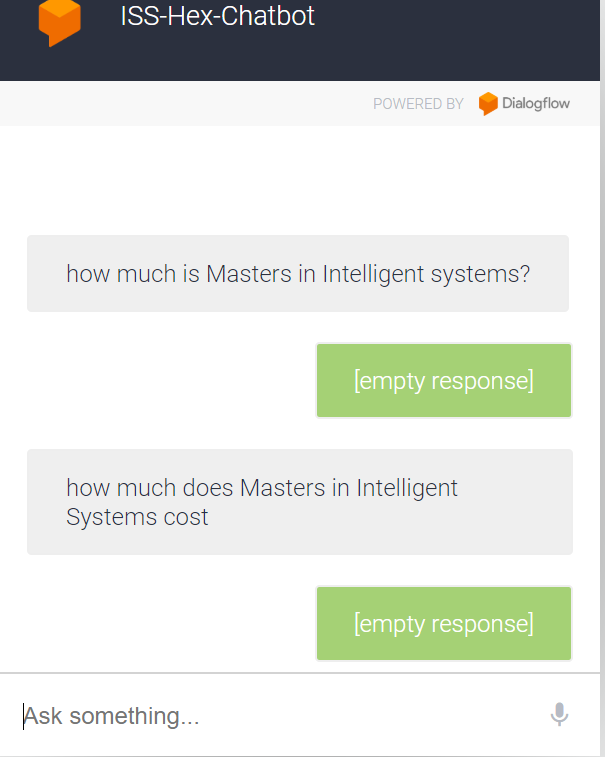 ISS-Hex-Chatbot
POWERED BY Dialogflow
how much is Masters in Intelligent systems?
[empty response]
how much does Masters in Intelligent
Systems cost
[empty response]
Ask something...